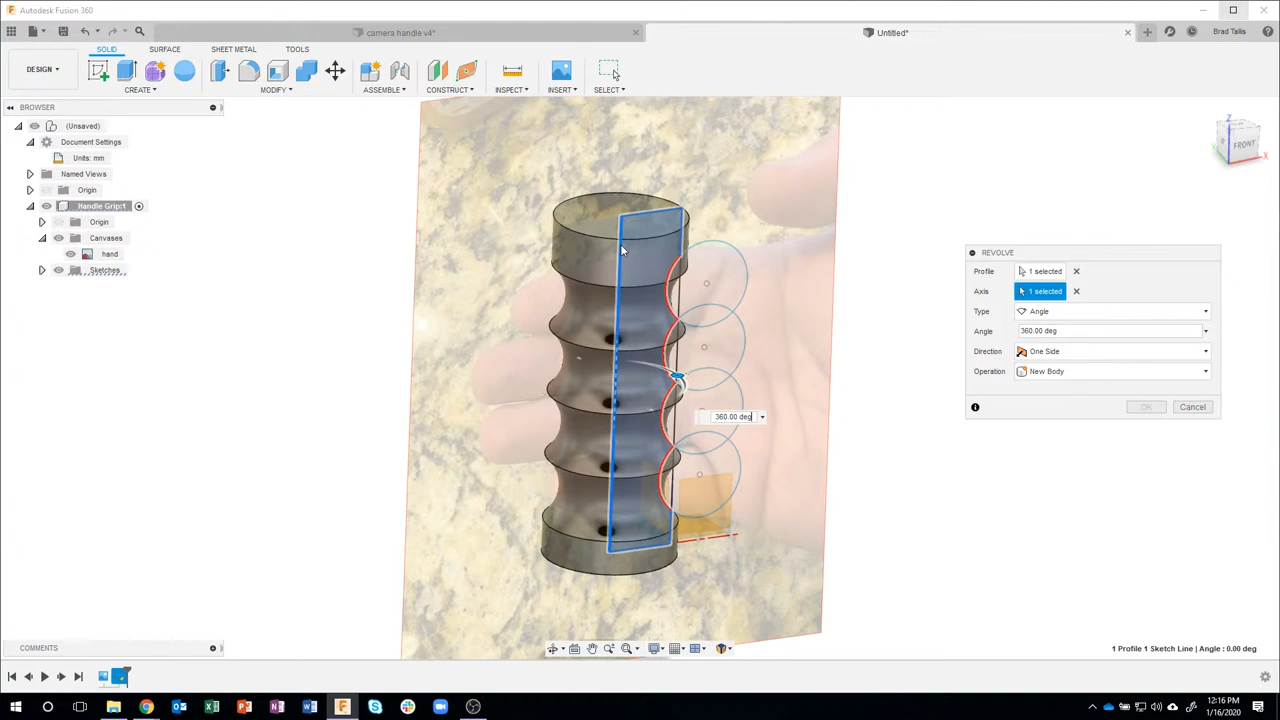 Autodesk Fusion 360
camera handle v4*
Untitled*
Brad Tallis
DESIGN
SOLID
SURFACE
SHEET METAL
TOOLS
CREATE
MODIFY
ASSEMBLE
CONSTRUCT
INSPECT
INSERT
SELECT
BROWSER
(Unsaved)
Document Settings
Units: mm
Named Views
Origin
Handle Grip:1
Origin
Canvases
hand
Sketches
Z
FRONT
X
REVOLVE
Profile
1 selected
Axis
1 selected
Type
Angle
Angle
360.00 deg
Direction
One Side
Operation
New Body
OK
Cancel
360.00 deg
COMMENTS
1 Profile 1 Sketch Line | Angle : 0.00 deg
12:16 PM
1/16/2020